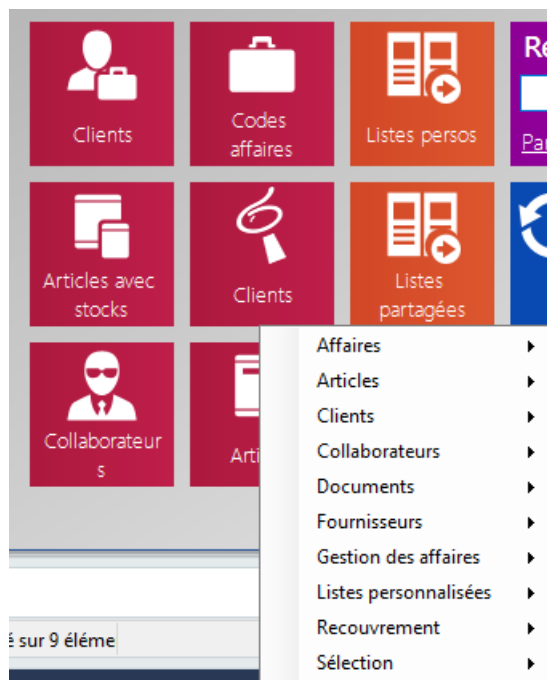 Clients
Codes
affaires
Listes persos
Re
Par
Articles avec
stocks
Clients
Listes
partagées
Collaborateur
s
Arti
Affaires
Articles
Clients
Collaborateurs
Documents
Fournisseurs
Gestion des affaires
Listes personnalisées
Recouvrement
Sélection
é sur 9 éléme